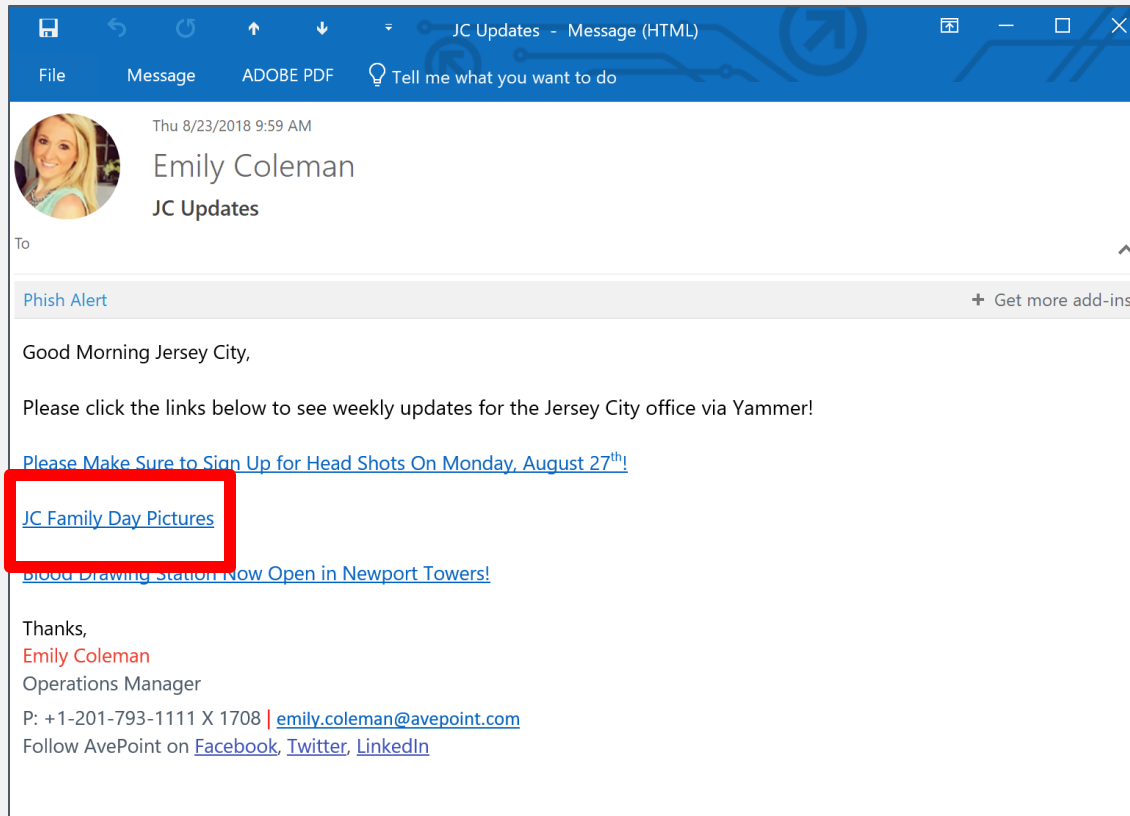 JC Updates - Message (HTML)
File Message ADOBE PDF Tell me what you want to do
Thu 8/23/2018 9:59 AM
Emily Coleman
JC Updates
To
Phish Alert + Get more add-ins
Good Morning Jersey City,
Please click the links below to see weekly updates for the Jersey City office via Yammer!
Please Make Sure to Sign Up for Head Shots On Monday, August 27th!
JC Family Day Pictures
Blood Drawing Station Now Open in Newport Towers!
Thanks,
Emily Coleman
Operations Manager
P: +1-201-793-1111 X 1708 | emily.coleman@avepoint.com
Follow AvePoint on Facebook, Twitter, LinkedIn